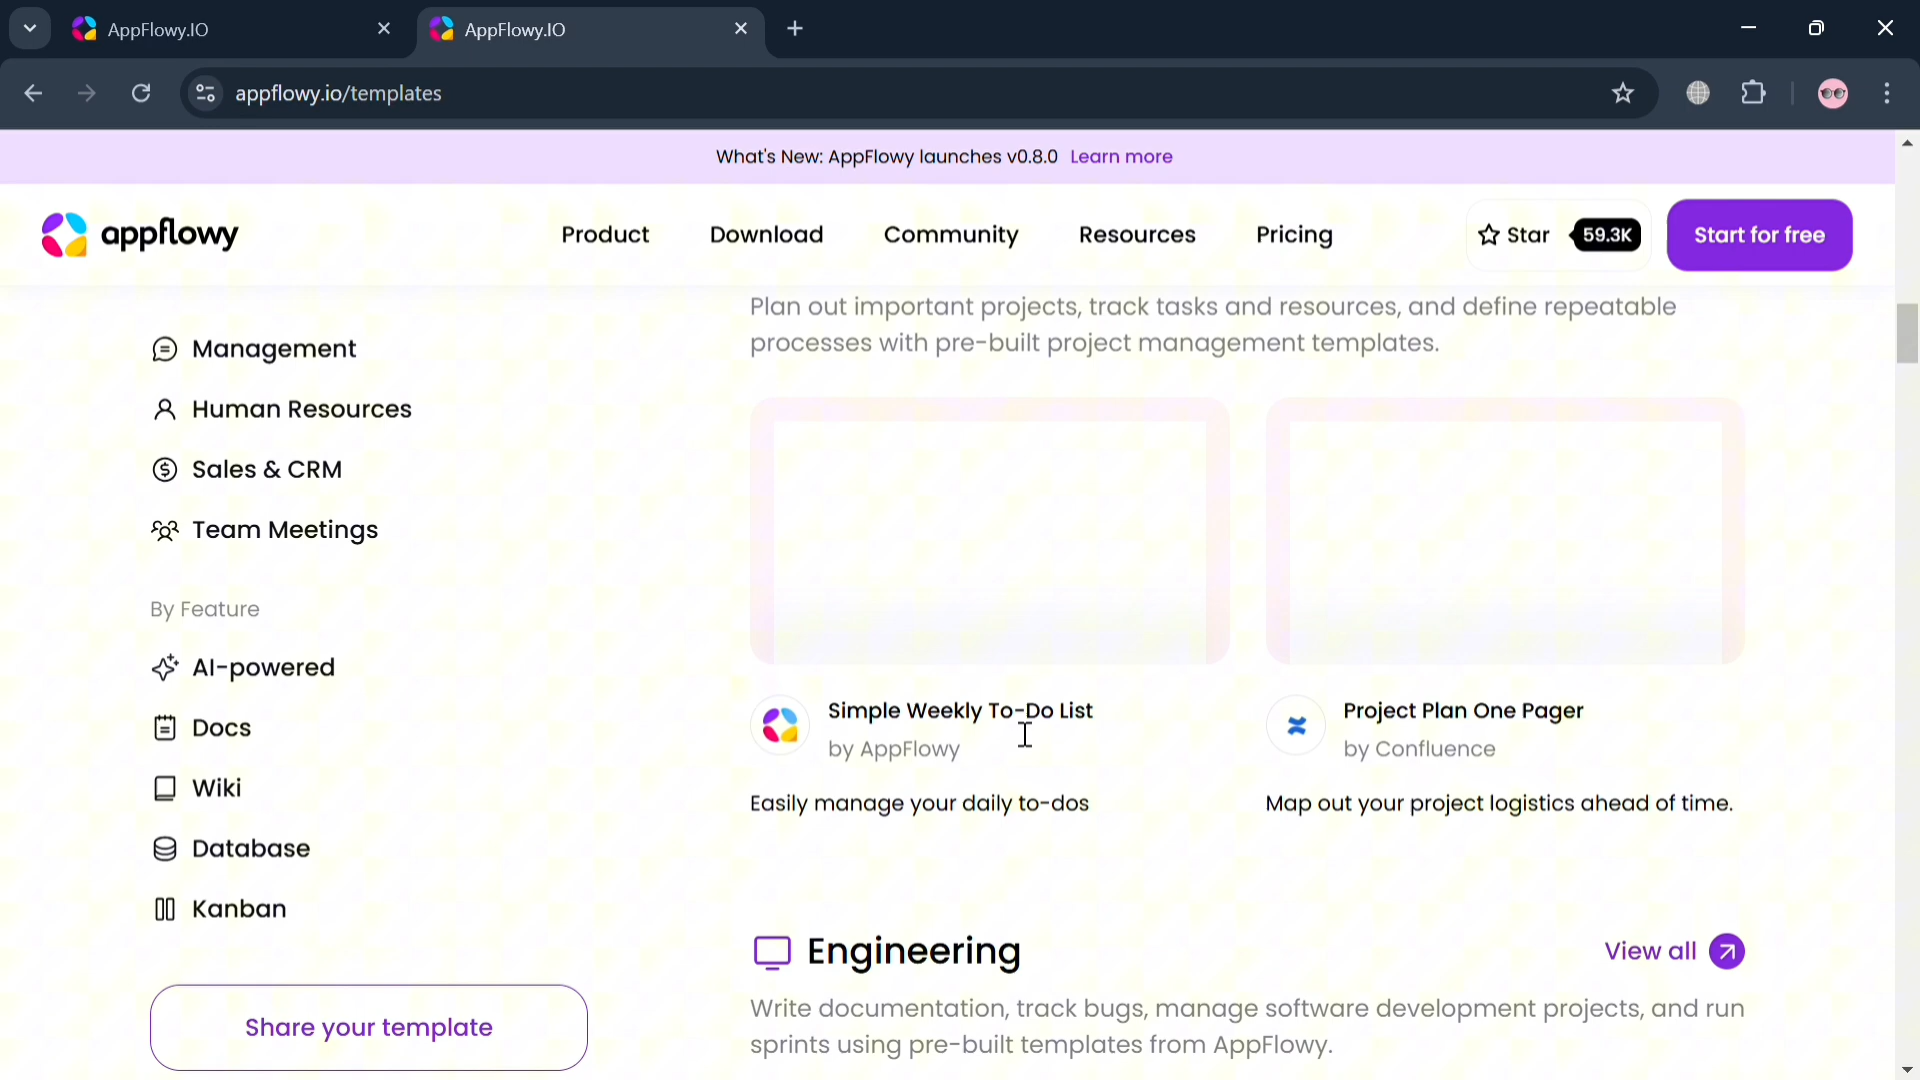 AppFlowy.IO
AppFlowy.IO
appflowy.io/templates
What's New: AppFlowy launches v0.8.0 Learn more
appflowy
Product
Download
Community
Resources
Pricing
Star
59.3K
Start for free
Management
Human Resources
Sales & CRM
Team Meetings
By Feature
AI-powered
Docs
Wiki
Database
Kanban
Share your template
Plan out important projects, track tasks and resources, and define repeatable
processes with pre-built project management templates.
Simple Weekly To-Do List
by AppFlowy
Easily manage your daily to-dos
Project Plan One Pager
by Confluence
Map out your project logistics ahead of time.
Engineering
View all
Write documentation, track bugs, manage software development projects, and run
sprints using pre-built templates from AppFlowy.